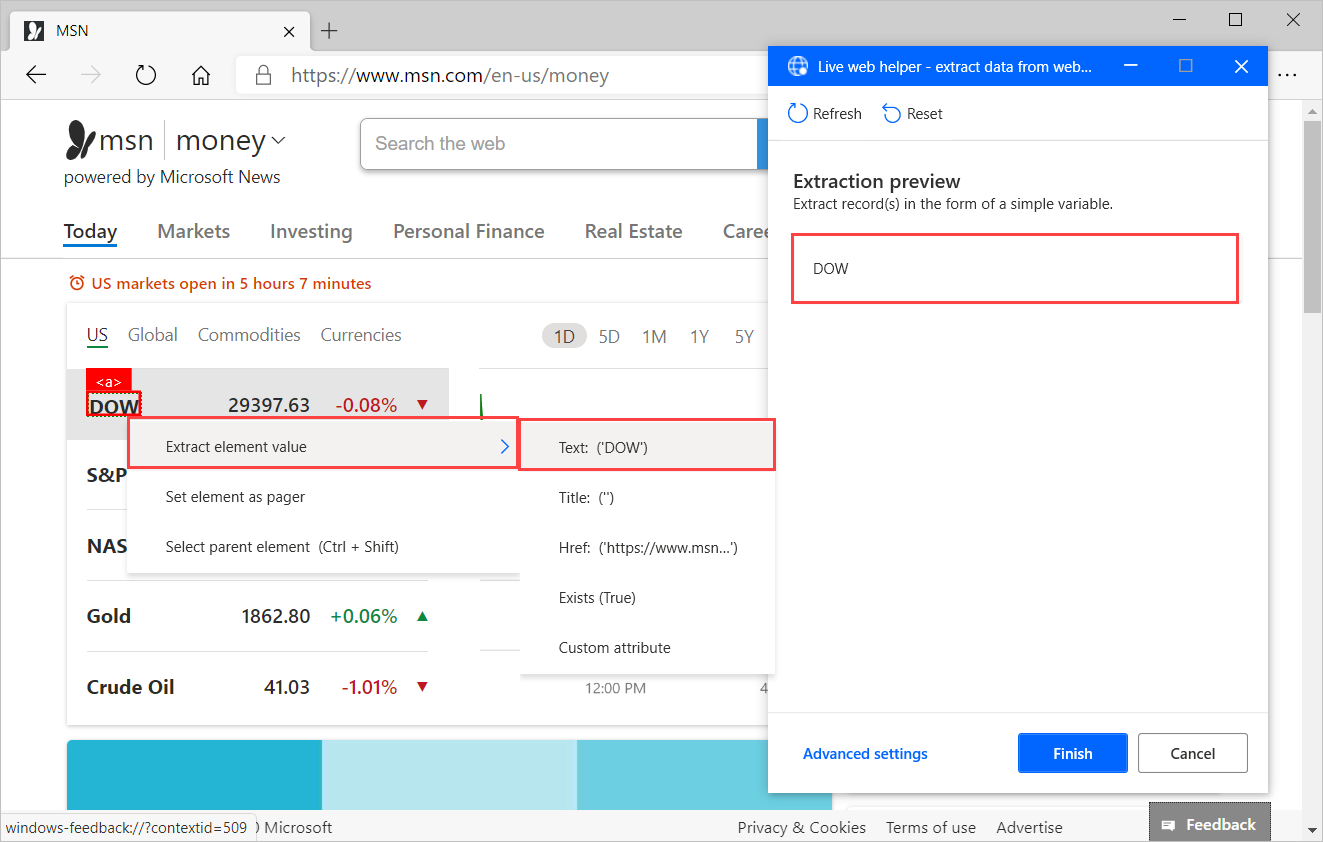 MSN
https://www.msn.com/en-us/money
Live web helper - extract data from web...
Refresh Reset
msn money
Search the web
powered by Microsoft News
Extraction preview
Extract record(s) in the form of a simple variable.
Today Markets Investing Personal Finance Real Estate Caree
DOW
US markets open in 5 hours 7 minutes
US Global Commodities Currencies 1D 5D 1M 1Y 5Y
<a>
DOW 29397.63 -0.08%
Extract element value Text: ('DOW')
S&P
Set element as pager Title: ('')
NAS
Select parent element (Ctrl + Shift) Href: ('https://www.msn...')
Exists (True)
Gold 1862.80 +0.06%
Custom attribute
Crude Oil 41.03 -1.01% 12:00 PM 4
Advanced settings Finish Cancel
windows-feedback://?contextid=509 Microsoft Privacy & Cookies Terms of use Advertise Feedback